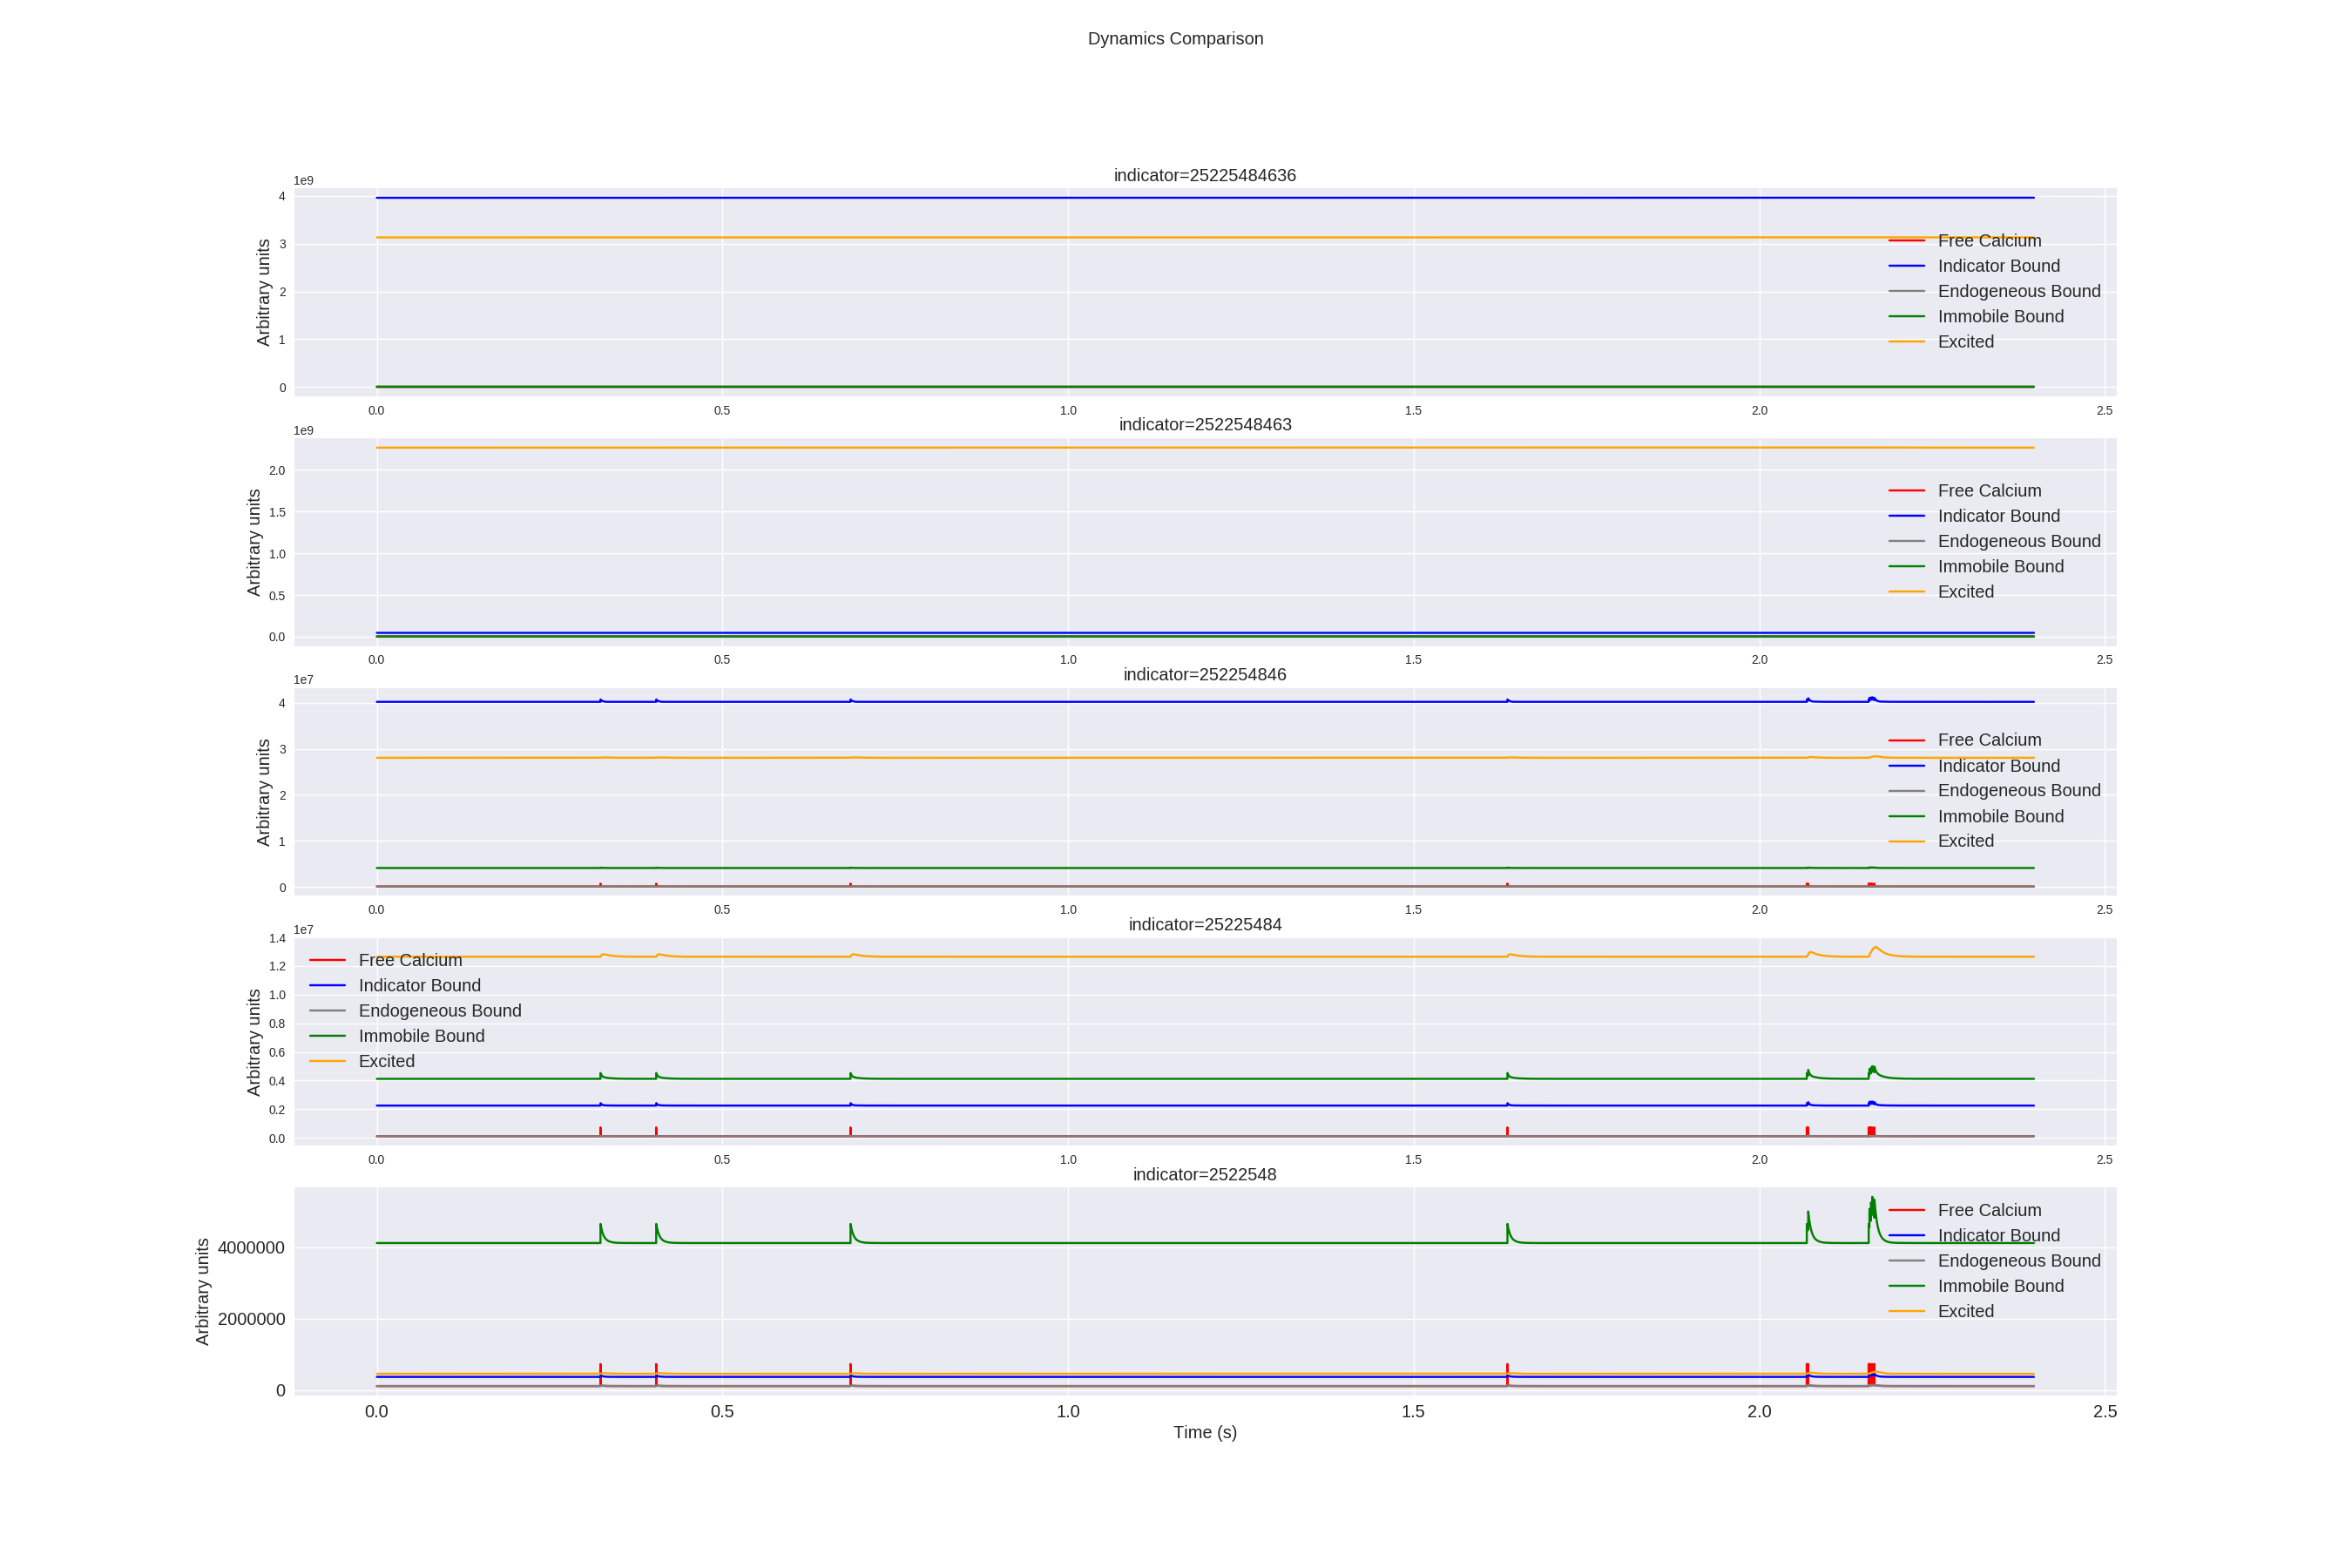 Dynamics Comparison
indicator=25225484636
1e9
4
3
2
1
0
Arbitrary units
Free Calcium
Indicator Bound
Endogeneous Bound
Immobile Bound
Excited
0.0 0.5 1.0 1.5 2.0 2.5
indicator=2522548463
1e9
2.0
1.5
1.0
0.5
0.0
Arbitrary units
Free Calcium
Indicator Bound
Endogeneous Bound
Immobile Bound
Excited
0.0 0.5 1.0 1.5 2.0 2.5
indicator=252254846
1e7
4
3
2
1
0
Arbitrary units
Free Calcium
Indicator Bound
Endogeneous Bound
Immobile Bound
Excited
0.0 0.5 1.0 1.5 2.0 2.5
indicator=25225484
1e7
1.4
1.2
1.0
0.8
0.6
0.4
0.2
0.0
Arbitrary units
Free Calcium
Indicator Bound
Endogeneous Bound
Immobile Bound
Excited
0.0 0.5 1.0 1.5 2.0 2.5
indicator=2522548
4000000
2000000
0
Arbitrary units
Free Calcium
Indicator Bound
Endogeneous Bound
Immobile Bound
Excited
0.0 0.5 1.0 1.5 2.0 2.5
Time (s)